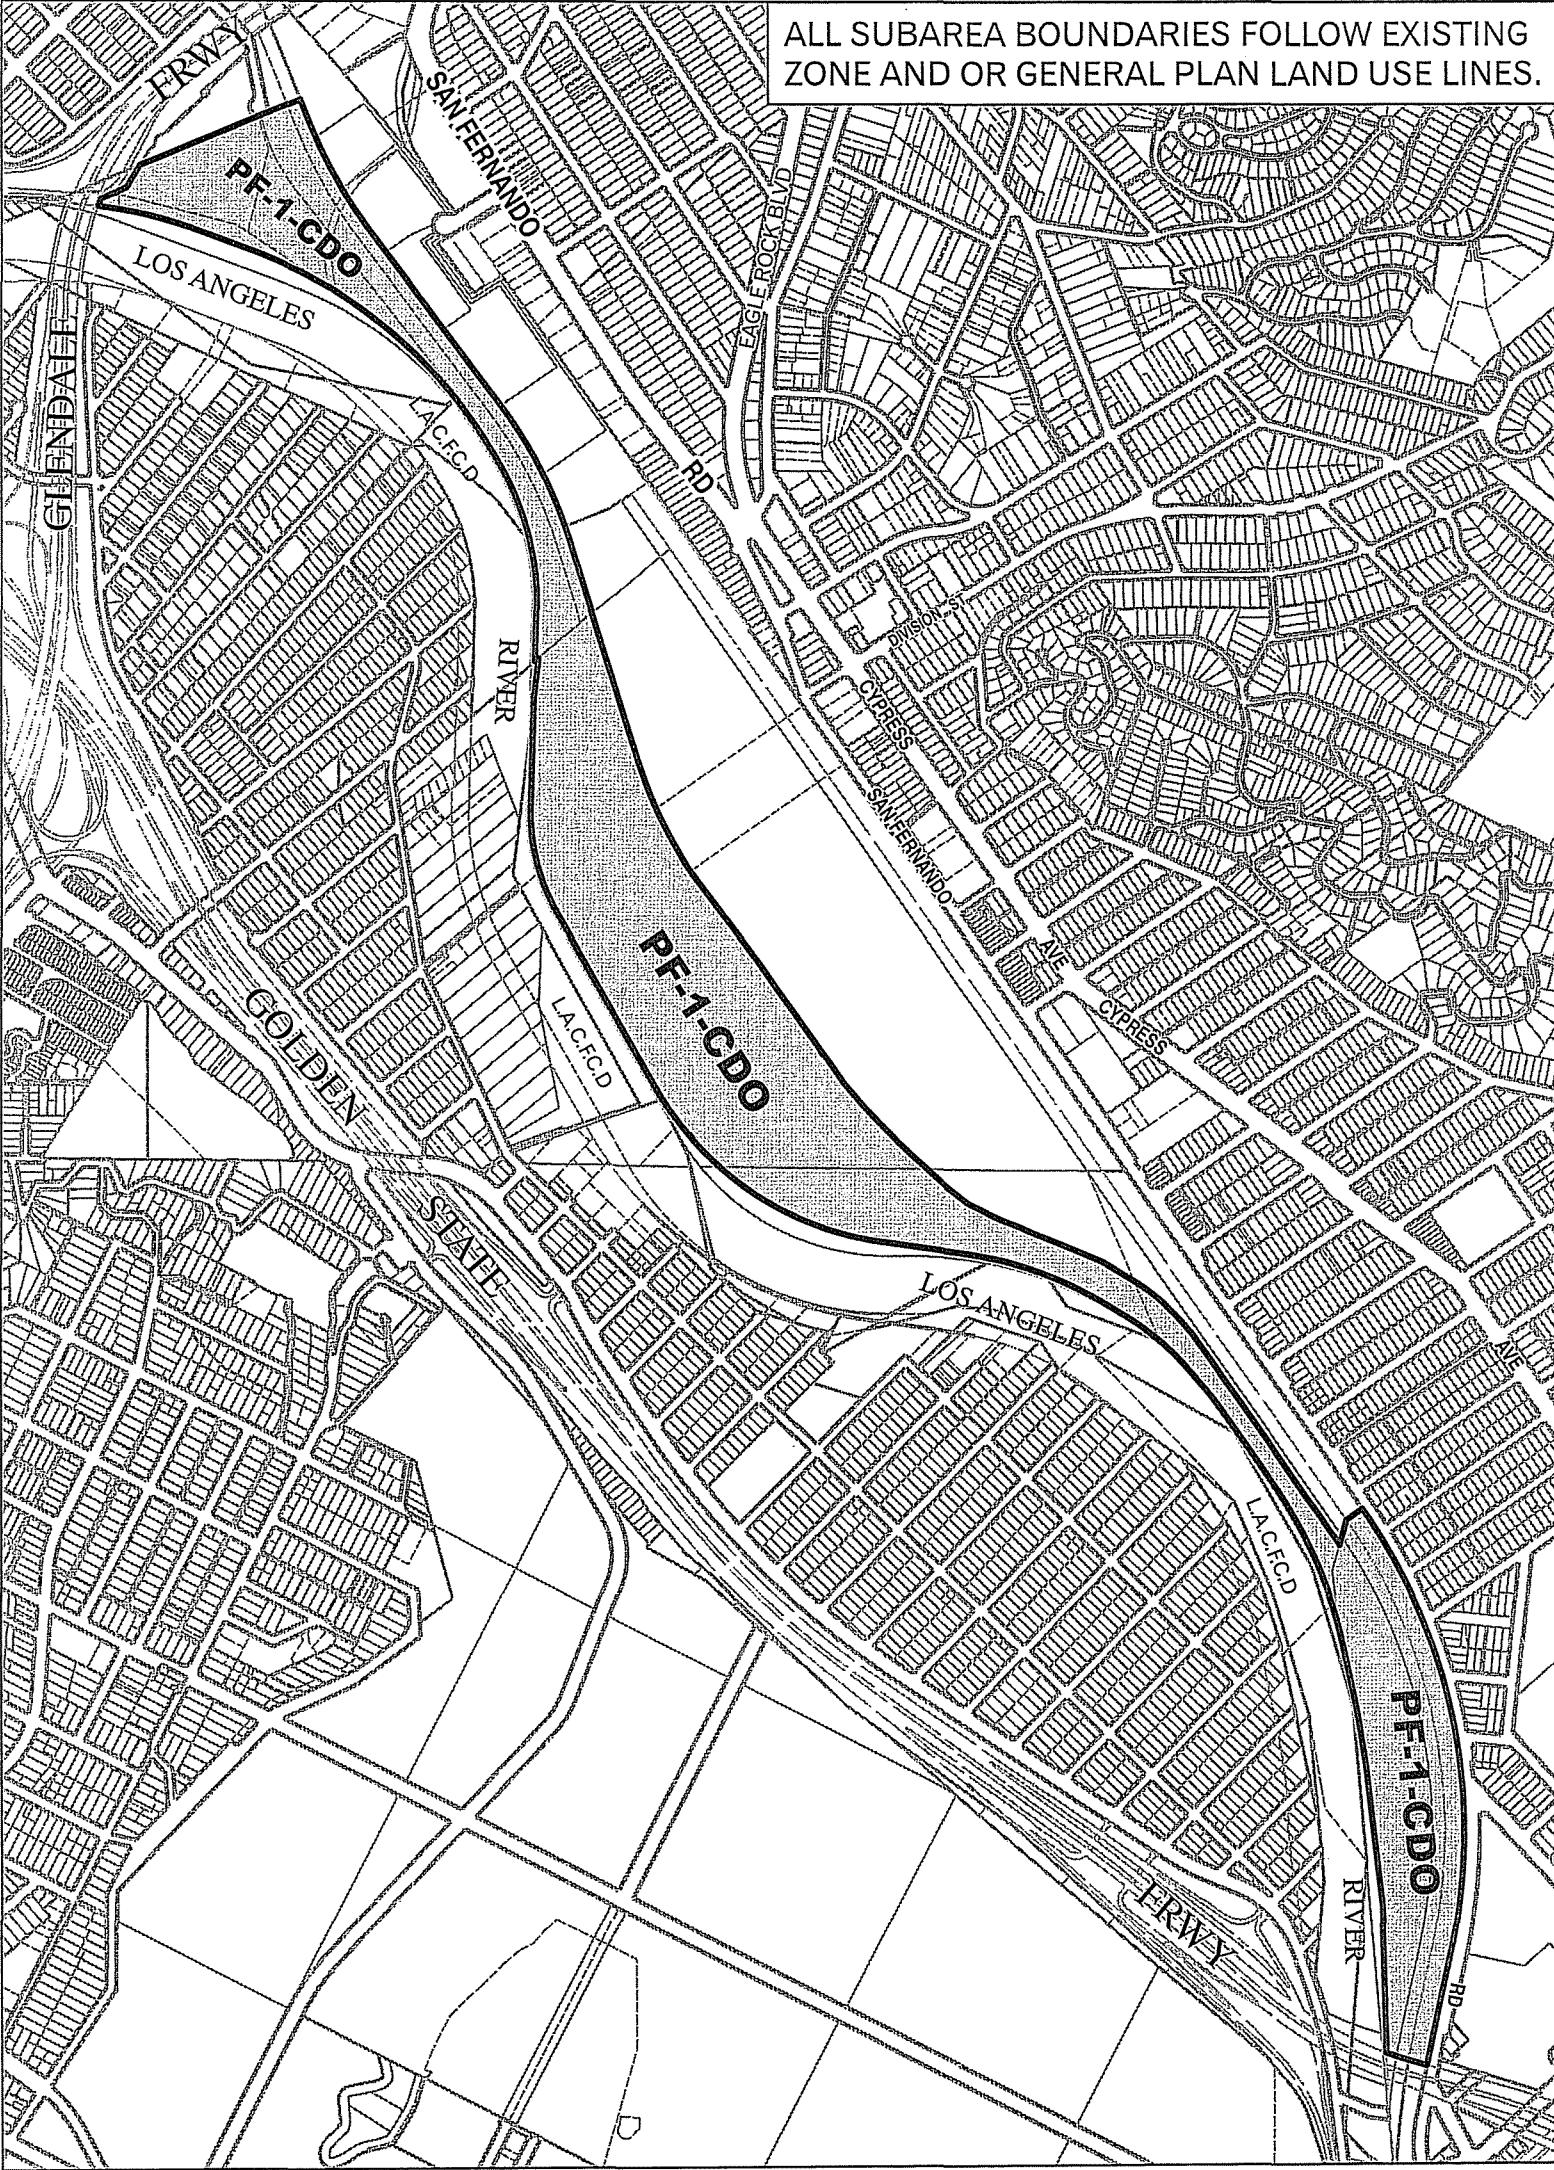 ALL SUBAREA BOUNDARIES FOLLOW EXISTING
ZONE AND OR GENERAL PLAN LAND USE LINES.
FRWY
SAN FERNANDO
PF-1-CDO
EAGLE ROCK BLVD
LOS ANGELES
GLENDALE
L.A.C.F.C.D
RD
DIVISION ST
RIVER
CYPRESS
SAN FERNANDO
AVE
PF-1-CDO
GOLDEN
L.A.C.F.C.D
CYPRESS
STATE
LOS ANGELES
AVE
L.A.C.F.C.D
PF-1-CDO
FRWY
RIVER
RD